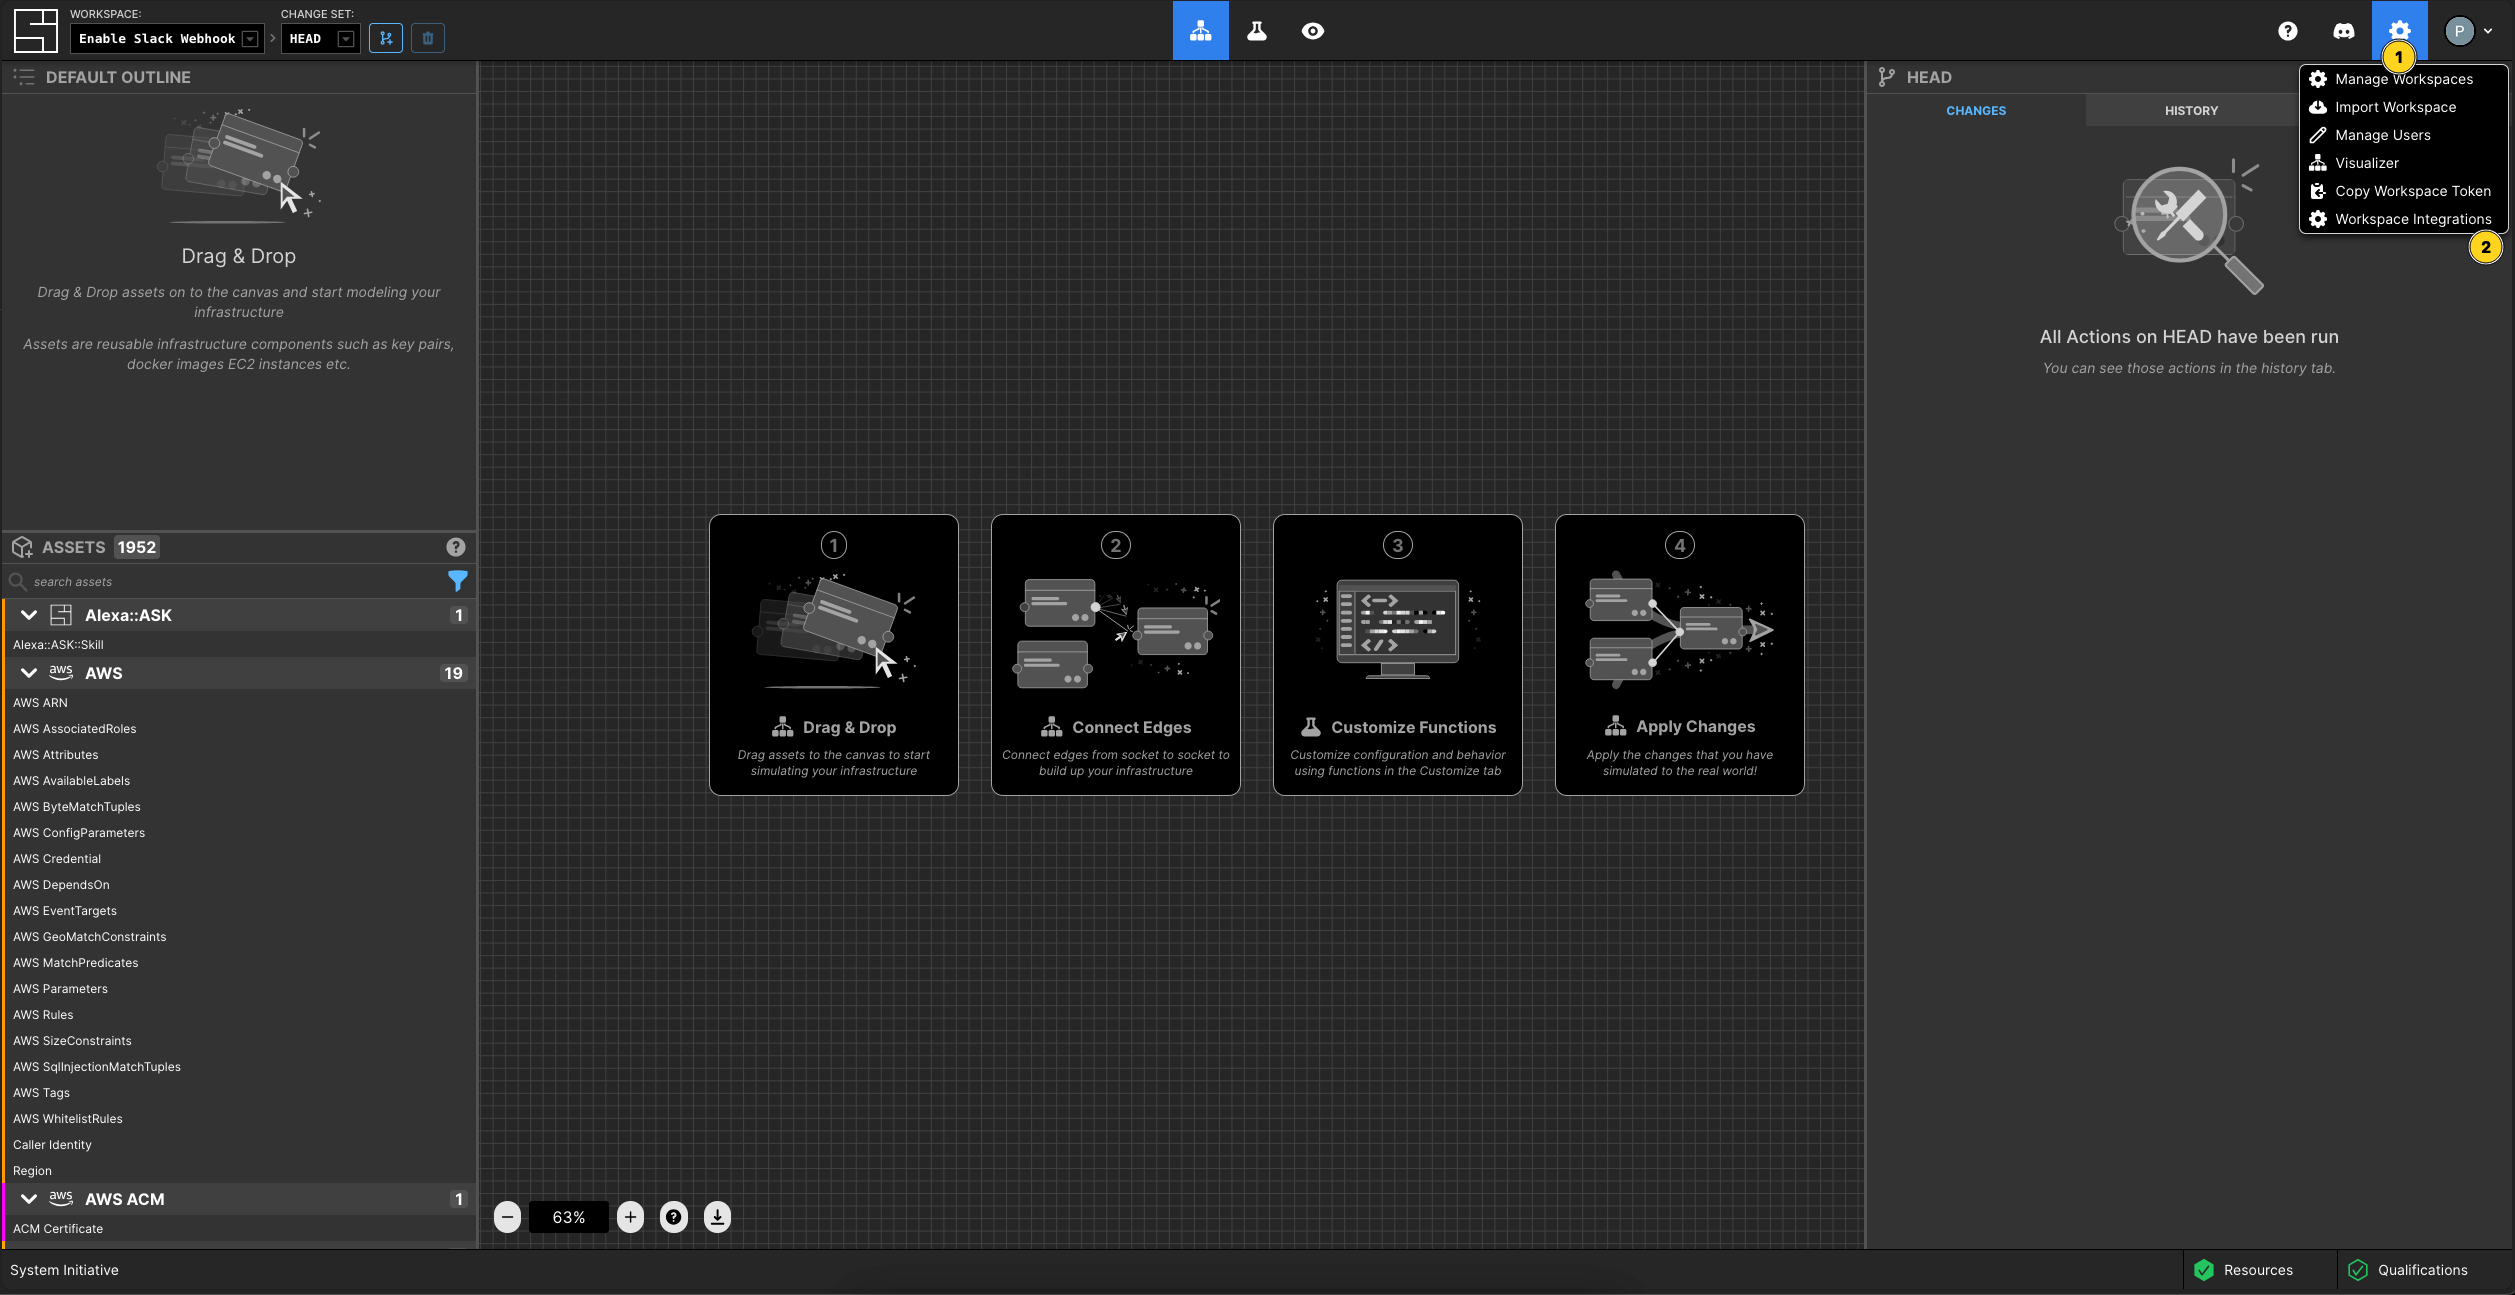 WORKSPACE:
CHANGE SET:
Enable Slack Webhook
HEAD
P
DEFAULT OUTLINE
Drag & Drop
Drag & Drop assets on to the canvas and start modeling your
infrastructure
Assets are reusable infrastructure components such as key pairs,
docker images EC2 instances etc.
ASSETS 1952
search assets
Alexa::ASK 1
Alexa::ASK::Skill
aws AWS 19
AWS ARN
AWS AssociatedRoles
AWS Attributes
AWS AvailableLabels
AWS ByteMatchTuples
AWS ConfigParameters
AWS Credential
AWS DependsOn
AWS EventTargets
AWS GeoMatchConstraints
AWS MatchPredicates
AWS Parameters
AWS Rules
AWS SizeConstraints
AWS SqlInjectionMatchTuples
AWS Tags
AWS WhitelistRules
Caller Identity
Region
aws AWS ACM 1
ACM Certificate
1
Drag & Drop
Drag assets to the canvas to start
simulating your infrastructure
2
Connect Edges
Connect edges from socket to socket to
build up your infrastructure
3
Customize Functions
Customize configuration and behavior
using functions in the Customize tab
4
Apply Changes
Apply the changes that you have
simulated to the real world!
63%
HEAD
CHANGES
HISTORY
All Actions on HEAD have been run
You can see those actions in the history tab.
1
Manage Workspaces
Import Workspace
Manage Users
Visualizer
Copy Workspace Token
Workspace Integrations
2
System Initiative
Resources
Qualifications